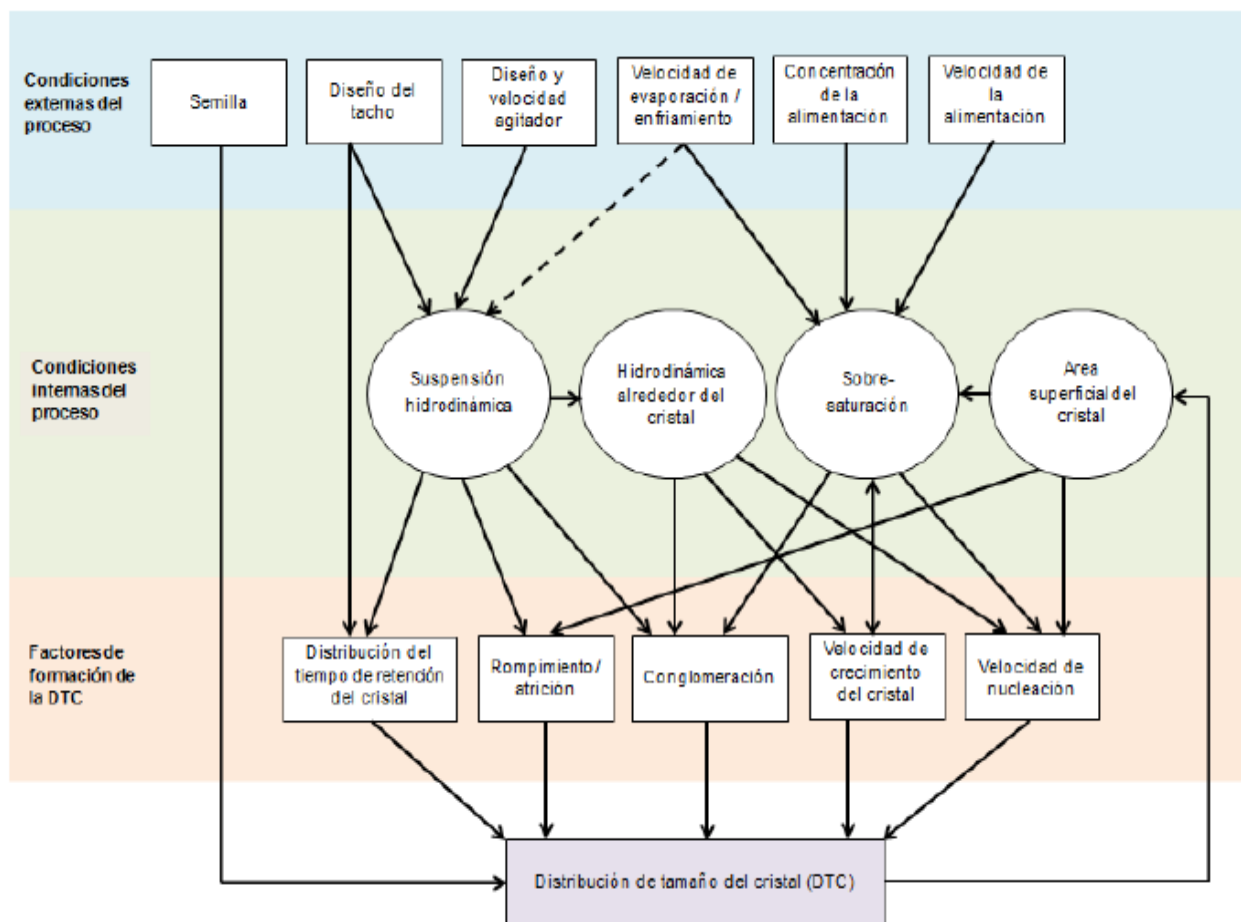 Condiciones
externas del
proceso
Semilla
Diseño del
tacho
Diseño y
velocidad
agitador
Velocidad de
evaporación /
enfriamiento
Concentración
de la
alimentación
Velocidad de
la
alimentación
Condiciones
internas del
proceso
Suspensión
hidrodinámica
Hidrodinámica
alrededor del
cristal
Sobre-
saturación
Area
superficial del
cristal
Factores de
formación de
la DTC
Distribución del
tiempo de retención
del cristal
Rompimiento/
atrición
Conglomeración
Velocidad de
crecimiento
del cristal
Velocidad de
nucleación
Distribución de tamaño del cristal (DTC)